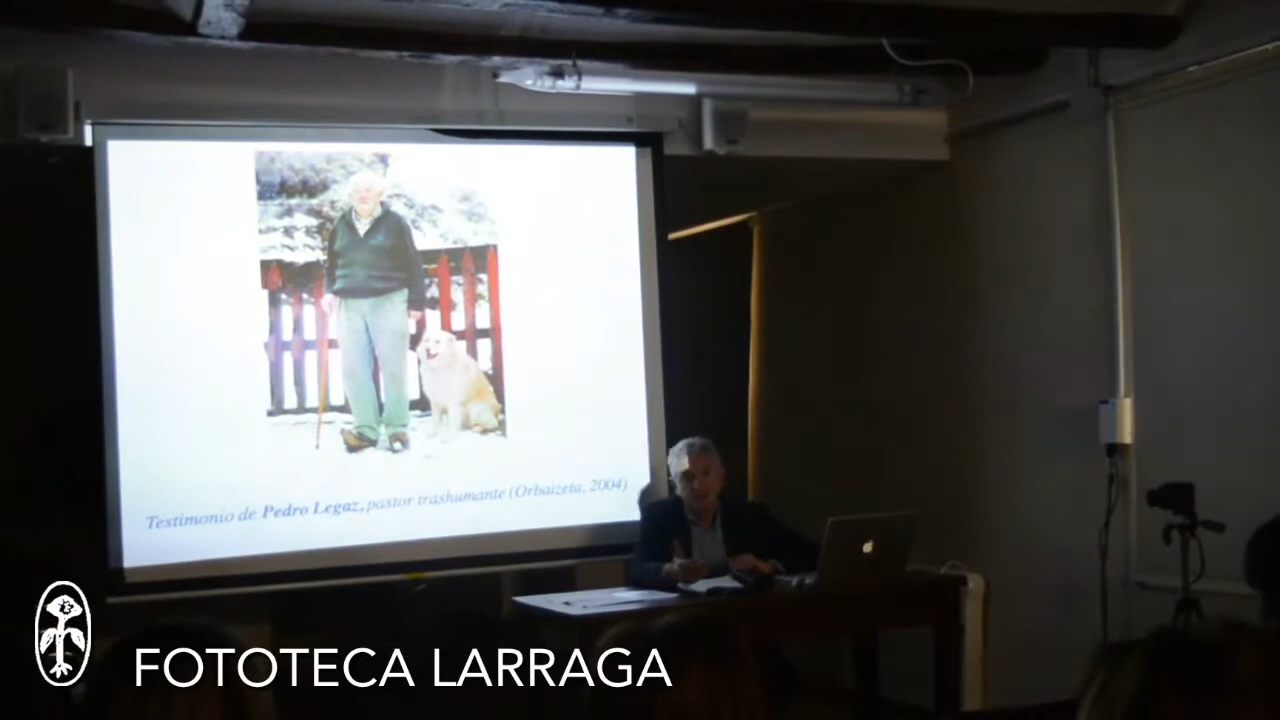 Testimonio de Pedro Legaz, pastor trashumante (Orbaizeta, 2004)
FOTOTECA LARRAGA